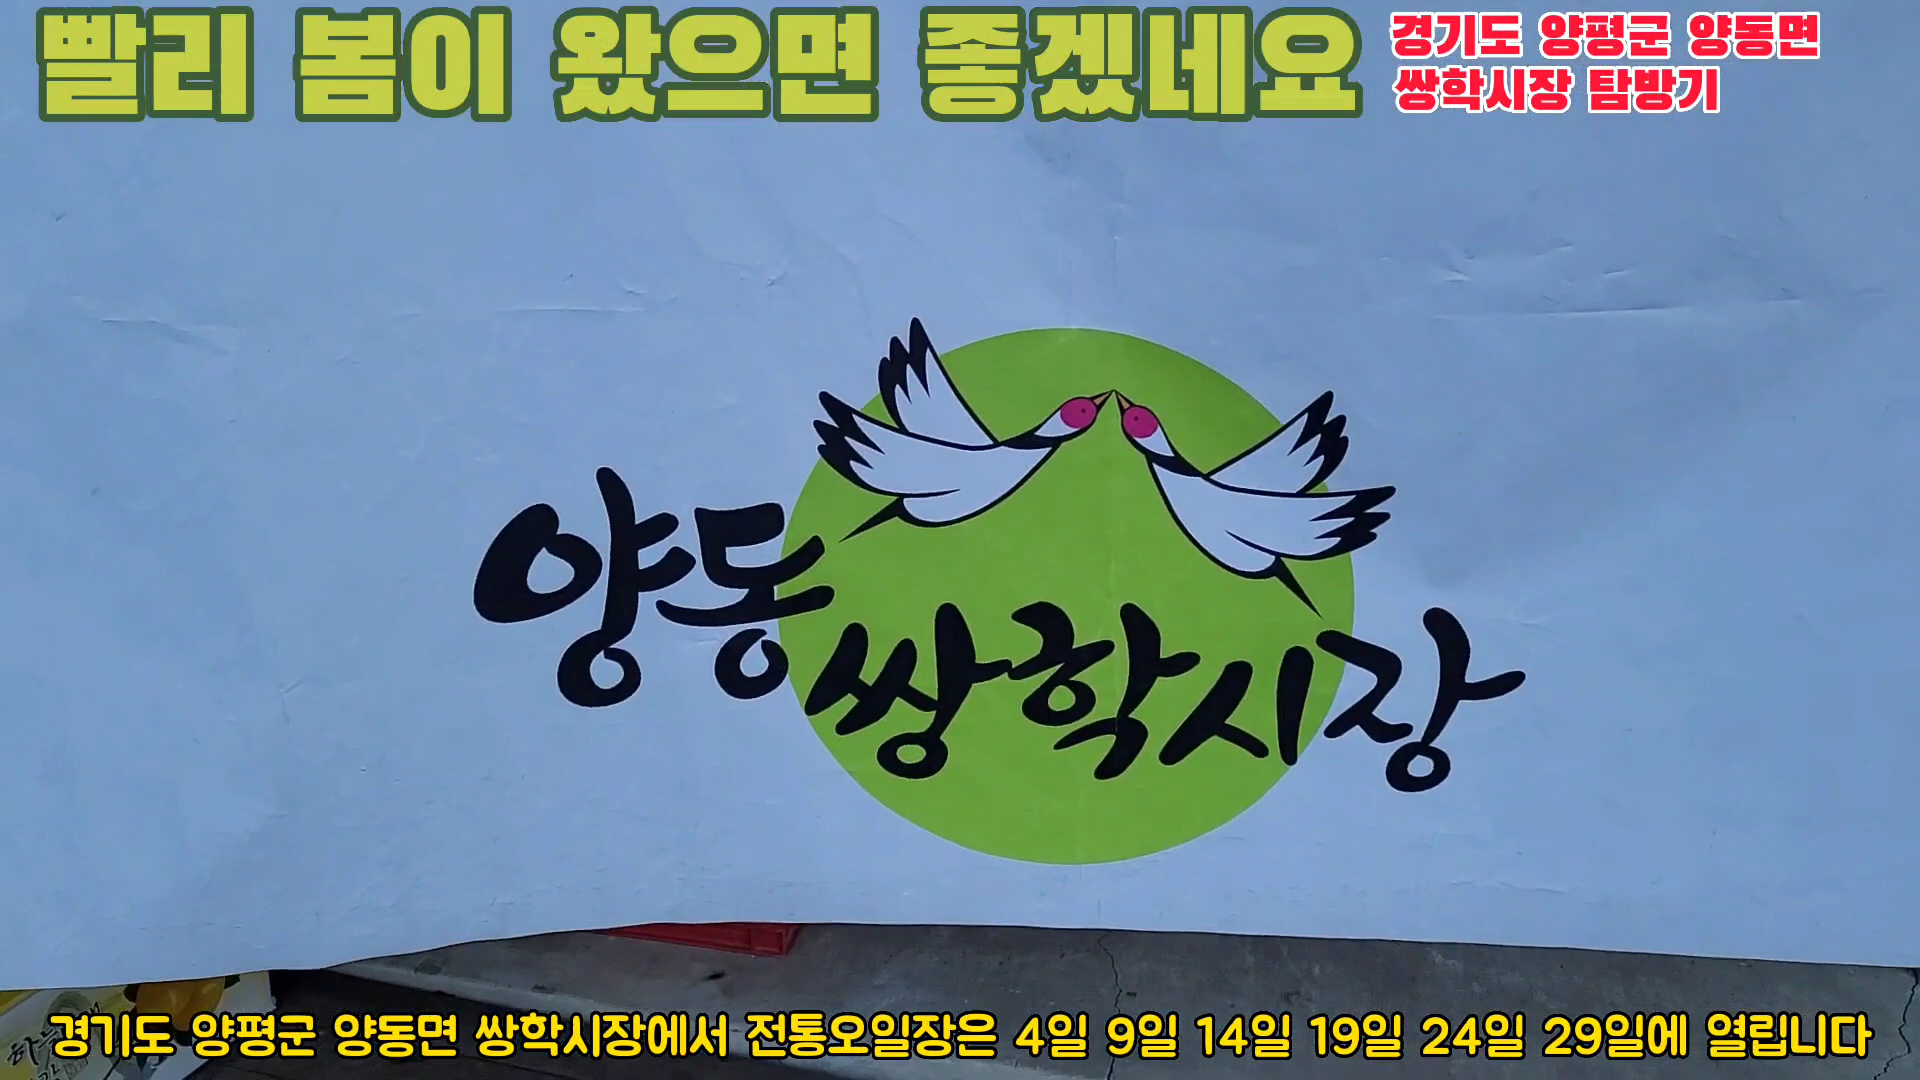 빨리 봄이 왔으면 좋겠네요
경기도 양평군 양동면
쌍학시장 탐방기
양동
쌍학시장
경기도 양평군 양동면 쌍학시장에서 전통오일장은 4일 9일 14일 19일 24일 29일에 열립니다